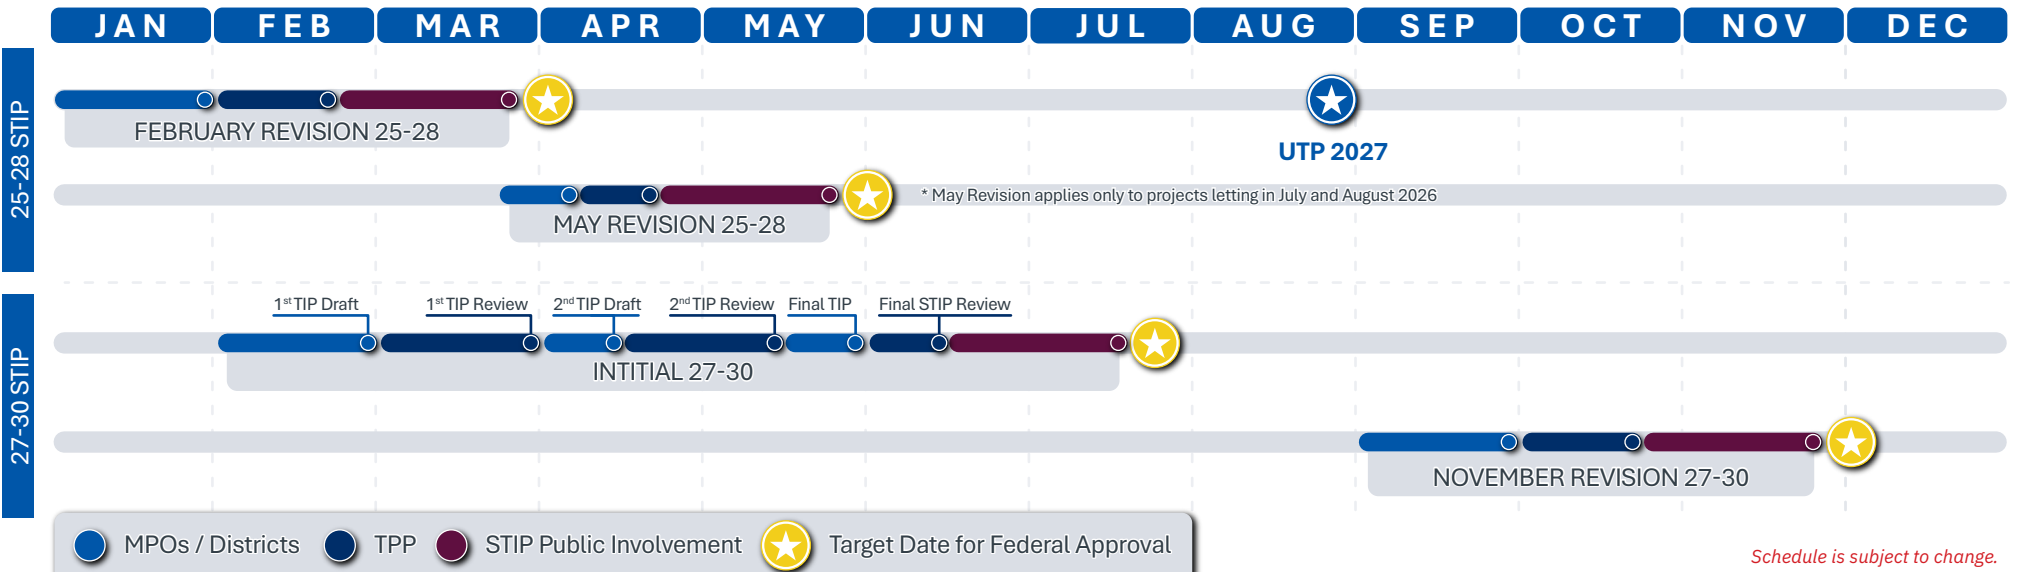 JAN FEB MAR APR MAY JUN JUL AUG SEP OCT NOV DEC
25-28 STIP
FEBRUARY REVISION 25-28
UTP 2027
* May Revision applies only to projects letting in July and August 2026
MAY REVISION 25-28
27-30 STIP
1st TIP Draft 1st TIP Review 2nd TIP Draft 2nd TIP Review Final TIP Final STIP Review
INTITIAL 27-30
NOVEMBER REVISION 27-30
MPOs / Districts TPP STIP Public Involvement Target Date for Federal Approval
Schedule is subject to change.